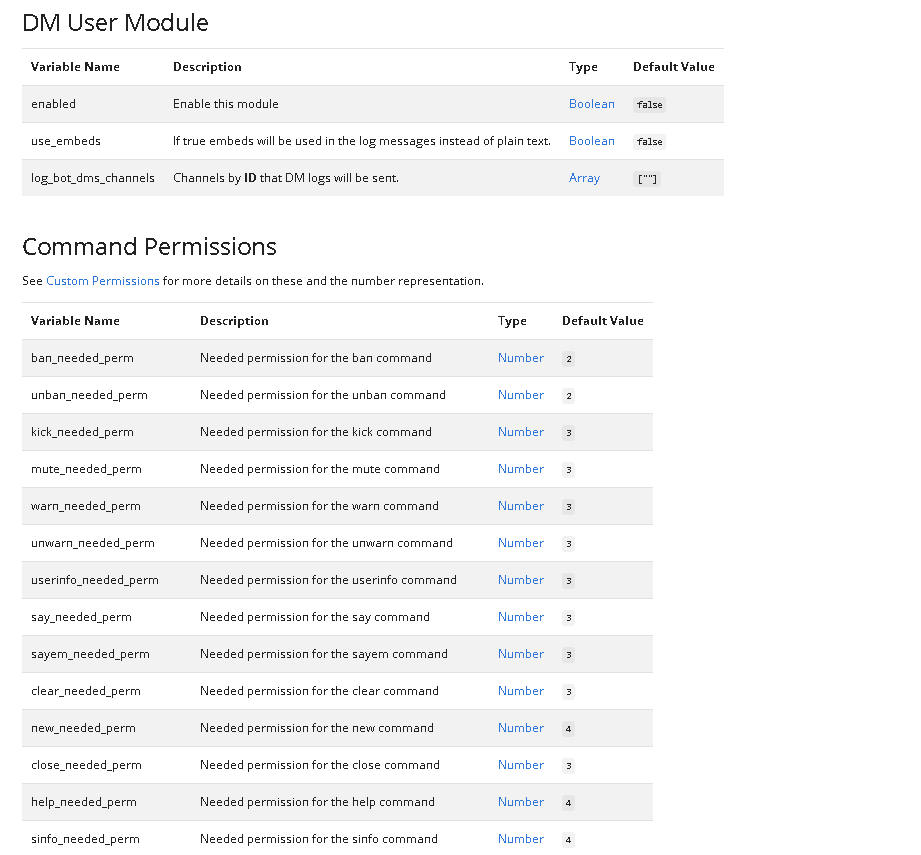 DM User Module
Variable Name Description Type Default Value
enabled Enable this module Boolean false
use_embeds If true embeds will be used in the log messages instead of plain text. Boolean false
log_bot_dms_channels Channels by ID that DM logs will be sent. Array [""]
Command Permissions
See Custom Permissions for more details on these and the number representation.
Variable Name Description Type Default Value
ban_needed_perm Needed permission for the ban command Number 2
unban_needed_perm Needed permission for the unban command Number 2
kick_needed_perm Needed permission for the kick command Number 3
mute_needed_perm Needed permission for the mute command Number 3
warn_needed_perm Needed permission for the warn command Number 3
unwarn_needed_perm Needed permission for the unwarn command Number 3
userinfo_needed_perm Needed permission for the userinfo command Number 3
say_needed_perm Needed permission for the say command Number 3
sayem_needed_perm Needed permission for the sayem command Number 3
clear_needed_perm Needed permission for the clear command Number 3
new_needed_perm Needed permission for the new command Number 4
close_needed_perm Needed permission for the close command Number 3
help_needed_perm Needed permission for the help command Number 4
sinfo_needed_perm Needed permission for the sinfo command Number 4